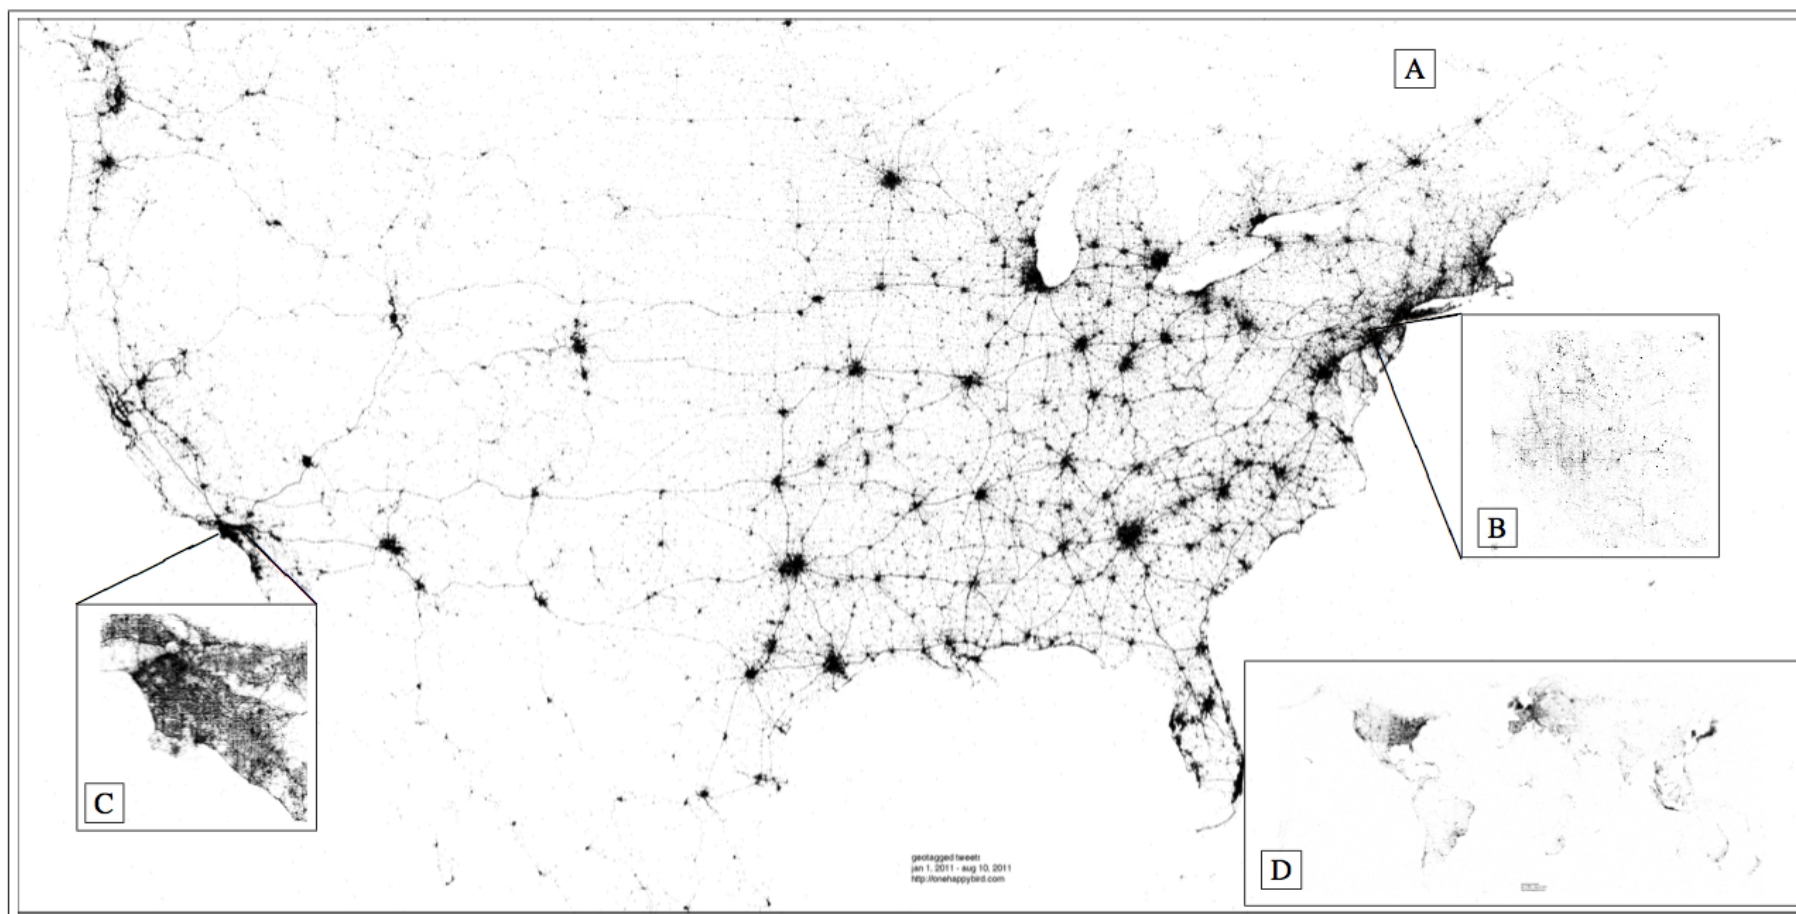 A
B
C
geotagged tweets
jan 1, 2011 - aug 10, 2011
http://onehappybird.com
D